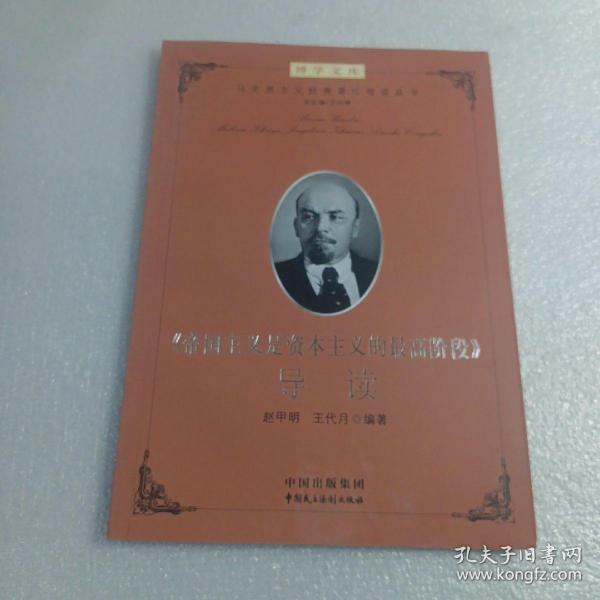 博学文库
马克思主义经典著作导读丛书
《帝国主义是资本主义的最高阶段》
导 读
赵甲明 王代月◎编著
中国出版集团
中国民主法制出版社
孔夫子旧书网
www.kongfz.com